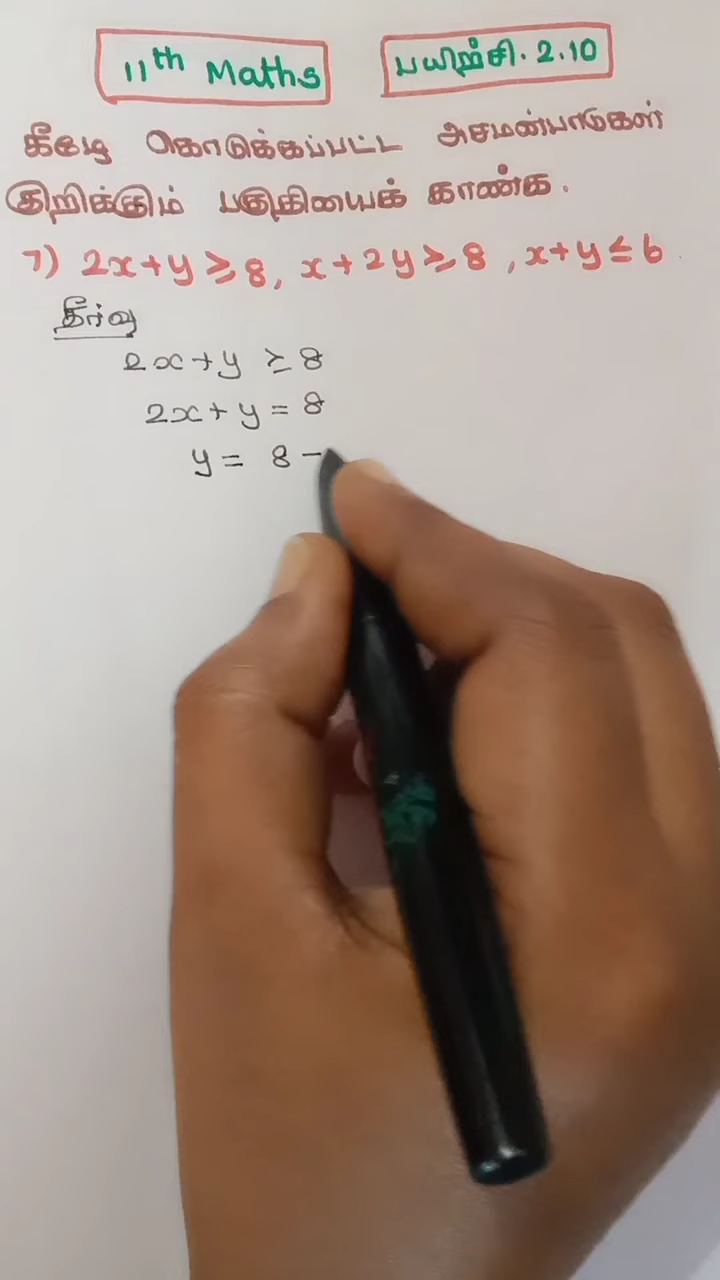 11th Maths பயிற்சி. 2.10
கீழே கொடுக்கப்பட்ட அசமன்பாடுகள்
குறிக்கும் பகுதியைக் காண்க.
7) 2x+y ≥ 8, x+2y ≥ 8, x+y ≤ 6
தீர்வு
2x+y ≥ 8
2x+y = 8
y = 8 -